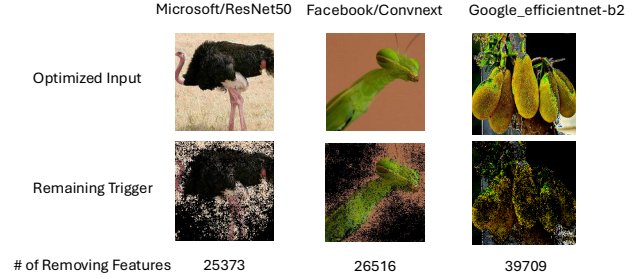 Microsoft/ResNet50 Facebook/Convnext Google_efficientnet-b2
Optimized Input
Remaining Trigger
# of Removing Features 25373 26516 39709